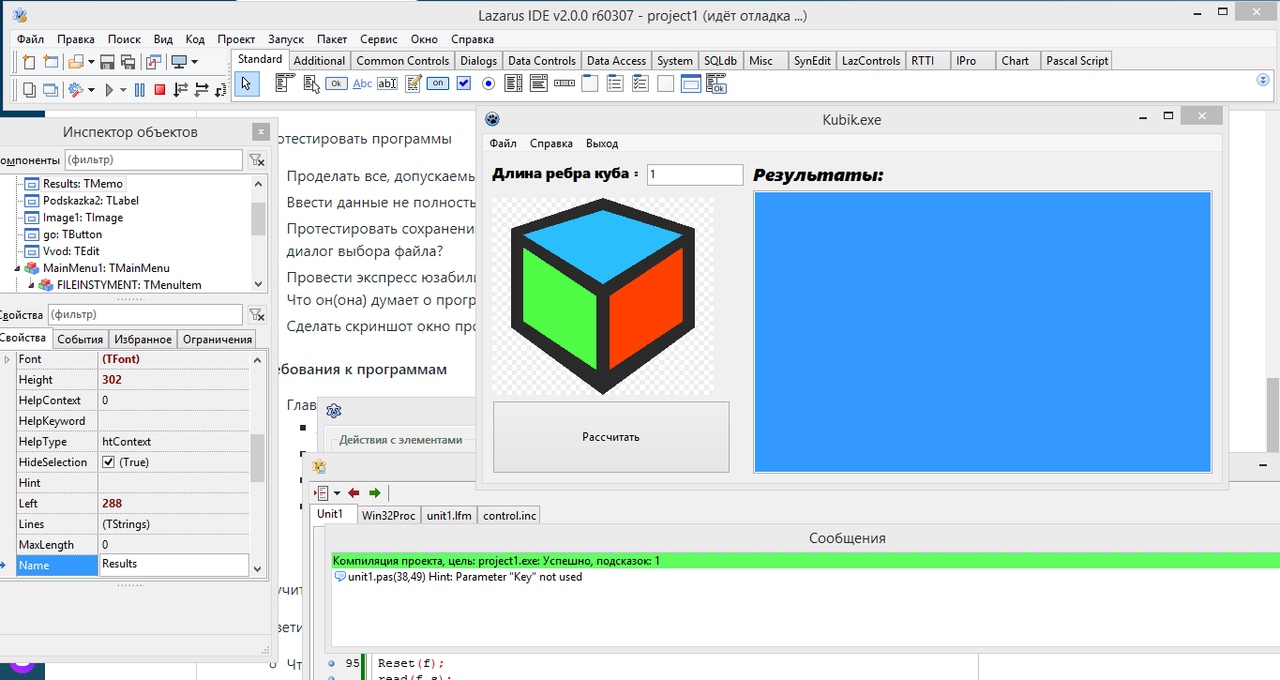 Lazarus IDE v2.0.0 r60307 - project1 (идёт отладка ...)
Файл Правка Поиск Вид Код Проект Запуск Пакет Сервис Окно Справка
Standard Additional Common Controls Dialogs Data Controls Data Access System SQLdb Misc SynEdit LazControls RTTI IPro Chart Pascal Script
Ok Abc abI on Ok
Инспектор объектов
омпоненты (фильтр)
Results: TMemo
Podskazka2: TLabel
Image1: TImage
go: TButton
Vvod: TEdit
MainMenu1: TMainMenu
FILEINSTYMENT: TMenuItem
Свойства (фильтр)
Свойства События Избранное Ограничения
Font (TFont)
Height 302
HelpContext 0
HelpKeyword
HelpType htContext
HideSelection (True)
Hint
Left 288
Lines (TStrings)
MaxLength 0
Name Results
отестировать программы
Проделать все, допускаемы
Ввести данные не полность
Протестировать сохранени
диалог выбора файла?
Провести экспресс юзабили
Что он(она) думает о прогр
Сделать скриншот окно про
ебования к программам
Глав
учит
вети
Чт
Kubik.exe
Файл Справка Выход
Длина ребра куба : 1
Результаты:
Рассчитать
Действия с элементами
Unit1 Win32Proc unit1.lfm control.inc
Сообщения
Компиляция проекта, цель: project1.exe: Успешно, подсказок: 1
unit1.pas(38,49) Hint: Parameter "Key" not used
95 Reset(f);
read(f,s);